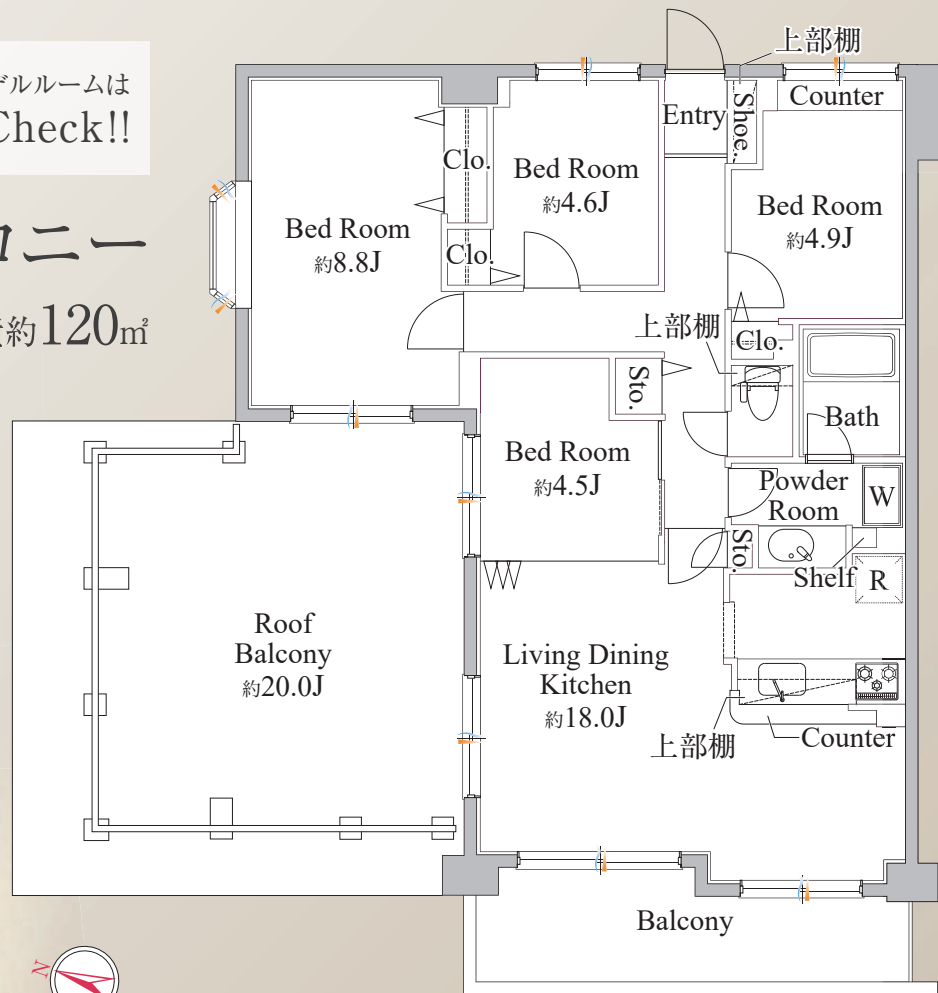 デルルームは
Check!!
コニー
約120㎡
上部棚
Entry
Shoe.
Counter
Clo.
Bed Room
約4.6J
Bed Room
約4.9J
Bed Room
約8.8J
Clo.
上部棚
Clo.
Sto.
Bath
Bed Room
約4.5J
Powder
Room
W
Sto.
Shelf
R
Roof
Balcony
約20.0J
Living Dining
Kitchen
約18.0J
上部棚
Counter
Balcony
N